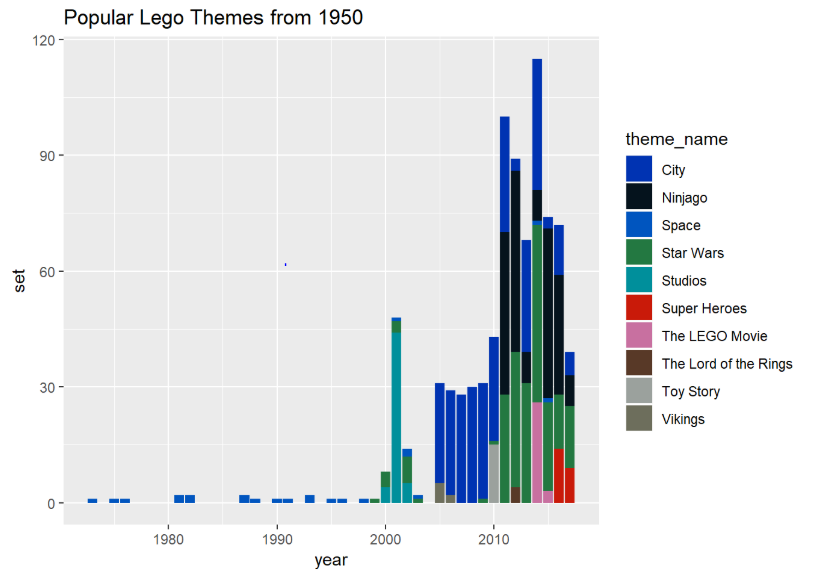 Popular Lego Themes from 1950
120
90
60
30
0
set
1980
1990
2000
2010
year
theme_name
City
Ninjago
Space
Star Wars
Studios
Super Heroes
The LEGO Movie
The Lord of the Rings
Toy Story
Vikings